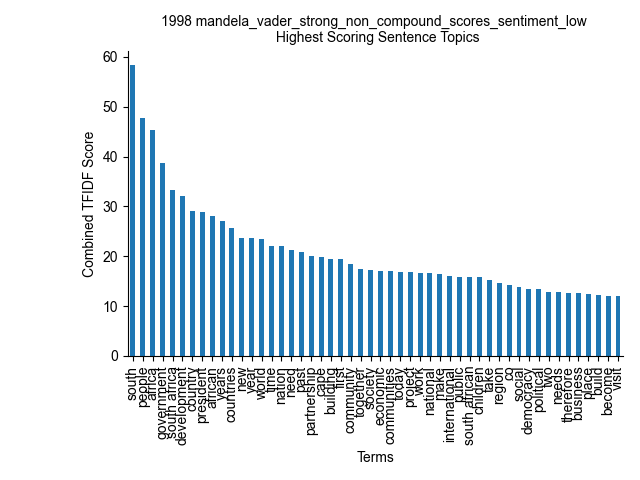 1998 mandela_vader_strong_non_compound_scores_sentiment_low
Highest Scoring Sentence Topics
Combined TFIDF Score
60
50
40
30
20
10
0
south
people
africa
government
south africa
development
country
president
african
years
countries
new
year
world
time
nation
need
past
partnership
cape
building
first
community
together
society
economic
communities
today
project
work
national
make
international
public
south african
children
take
region
co
social
democracy
political
two
needs
therefore
business
place
build
become
visit
Terms